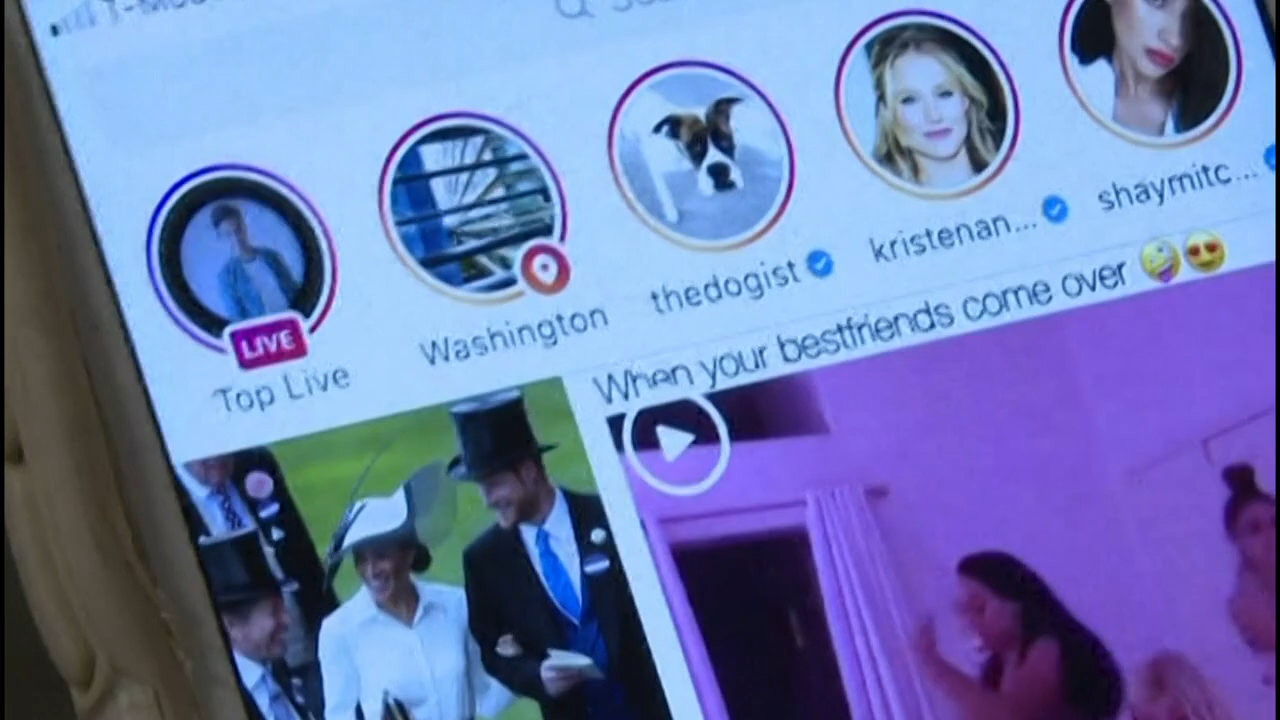 LIVE
Top Live
Washington
thedogist
kristenan...
shaymitc...
When your bestfriends come over 🤪😍